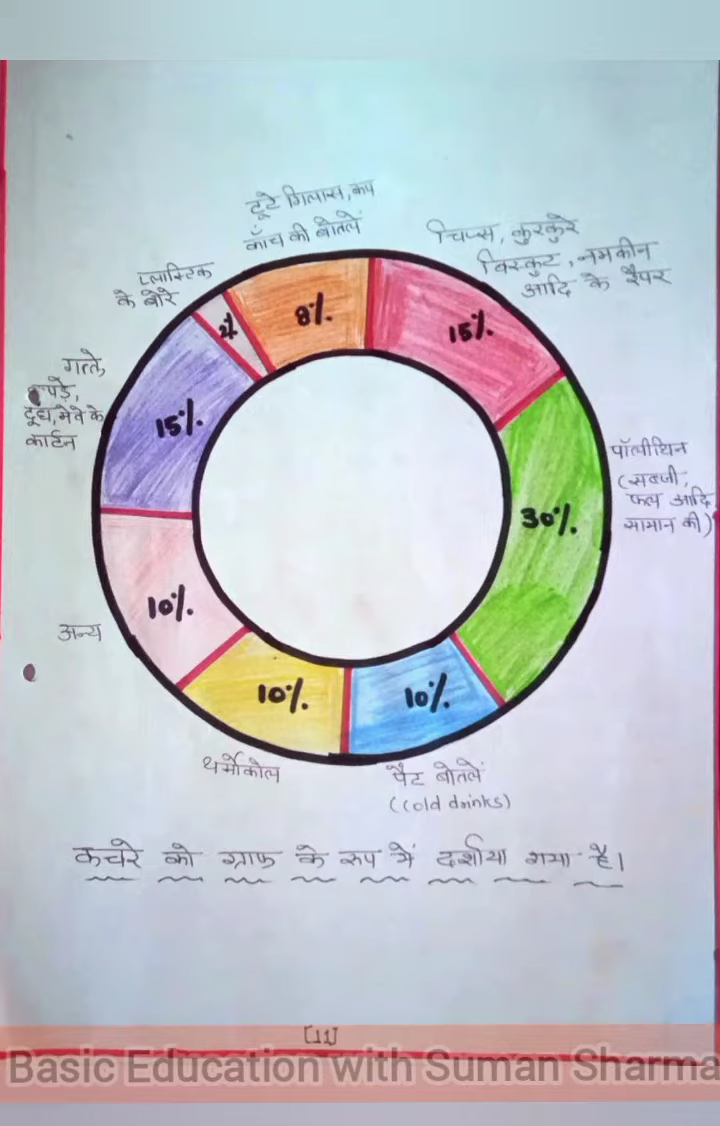 टूटे गिलास, कप
काँच की बोतलें
चिप्स, कुरकुरे
बिस्कुट, नमकीन
आदि के रैपर
प्लास्टिक
के बोरे
8%.
2%
15%.
गत्ते,
दूध, मेवे के
कार्टन
15%.
पॉलीथिन
(सब्जी,
फल आदि
सामान की)
30%.
10%.
अन्य
10%.
10%.
थर्मोकोल
पैट बोतलें
(cold drinks)
कचरे को ग्राफ के रूप में दर्शाया गया है।
[11]
Basic Education with Suman Sharma